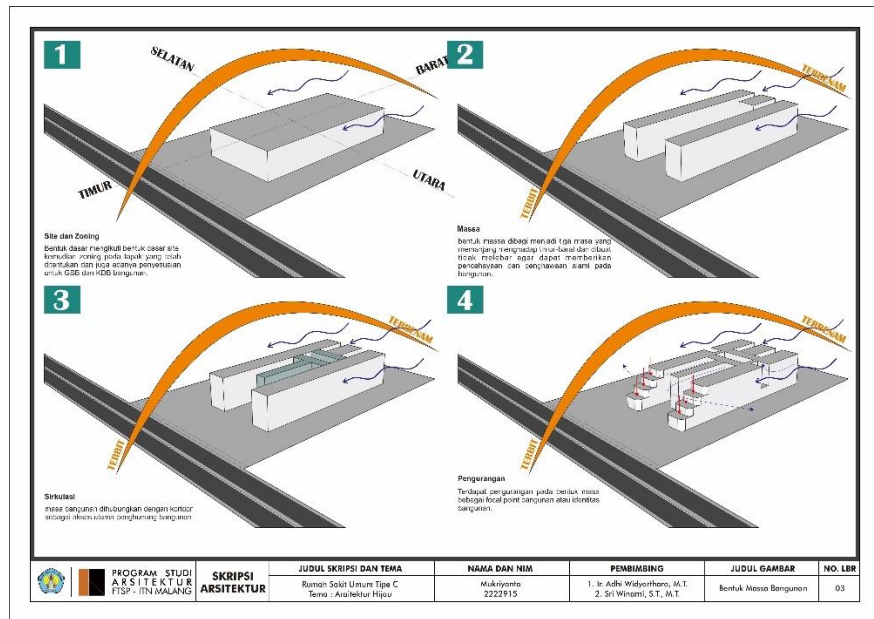 1
SELATAN
BARAT
TIMUR
UTARA
Site dan Zoning
Bentuk dasar mengikuti bentuk dasar site
kemudian zoning pada tapak yang telah
ditentukan dan juga adanya penyesuaian
untuk GSB dan KDB bangunan.
2
TERBENAM
TERBIT
Massa
bentuk massa dibagi menjadi tiga masa yang
memanjang menghadap timur-barat dan dibuat
tidak melebar agar dapat memberikan
pencahayaan dan penghawaan alami pada
bangunan.
3
TERBENAM
TERBIT
Sirkulasi
masa bangunan dihubungkan dengan koridor
sebagai akses utama penghunung bangunan
4
TERBENAM
TERBIT
Pengurangan
Terdapat pengurangan pada bentuk masa
bebagai focal point bangunan atau identitas
bangunan.
PROGRAM STUDI
ARSITEKTUR
FTSP - ITN MALANG
SKRIPSI
ARSITEKTUR
JUDUL SKRIPSI DAN TEMA
Rumah Sakit Umum Tipe C
Tema : Arsitektur Hijau
NAMA DAN NIM
Mukriyanto
2222915
PEMBIMBING
1. Ir. Adhi Widyarthara, M.T.
2. Sri Winarni, S.T., M.T.
JUDUL GAMBAR
Bentuk Massa Bangunan
NO. LBR
03